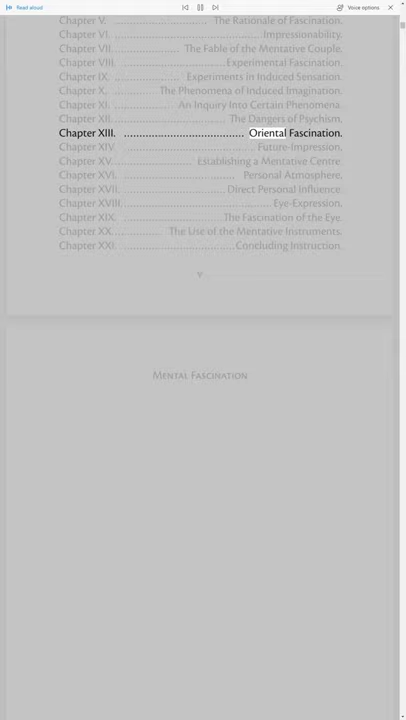 Read aloud
Voice options
Chapter V. .............................. The Rationale of Fascination.
Chapter VI. .............................................. Impressionability.
Chapter VII. .................... The Fable of the Mentative Couple.
Chapter VIII. .............................. Experimental Fascination.
Chapter IX. .................... Experiments in Induced Sensation.
Chapter X. .............. The Phenomena of Induced Imagination.
Chapter XI. .................. An Inquiry Into Certain Phenomena.
Chapter XII. .................................. The Dangers of Psychism.
Chapter XIII. ....................................... Oriental Fascination.
Chapter XIV. .......................................... Future-Impression.
Chapter XV. ........................ Establishing a Mentative Centre.
Chapter XVI. ...................................... Personal Atmosphere.
Chapter XVII. .............................. Direct Personal Influence.
Chapter XVIII. .............................................. Eye-Expression.
Chapter XIX. .............................. The Fascination of the Eye.
Chapter XX. ................ The Use of the Mentative Instruments.
Chapter XXI. ................................... Concluding Instruction.
v
Mental Fascination